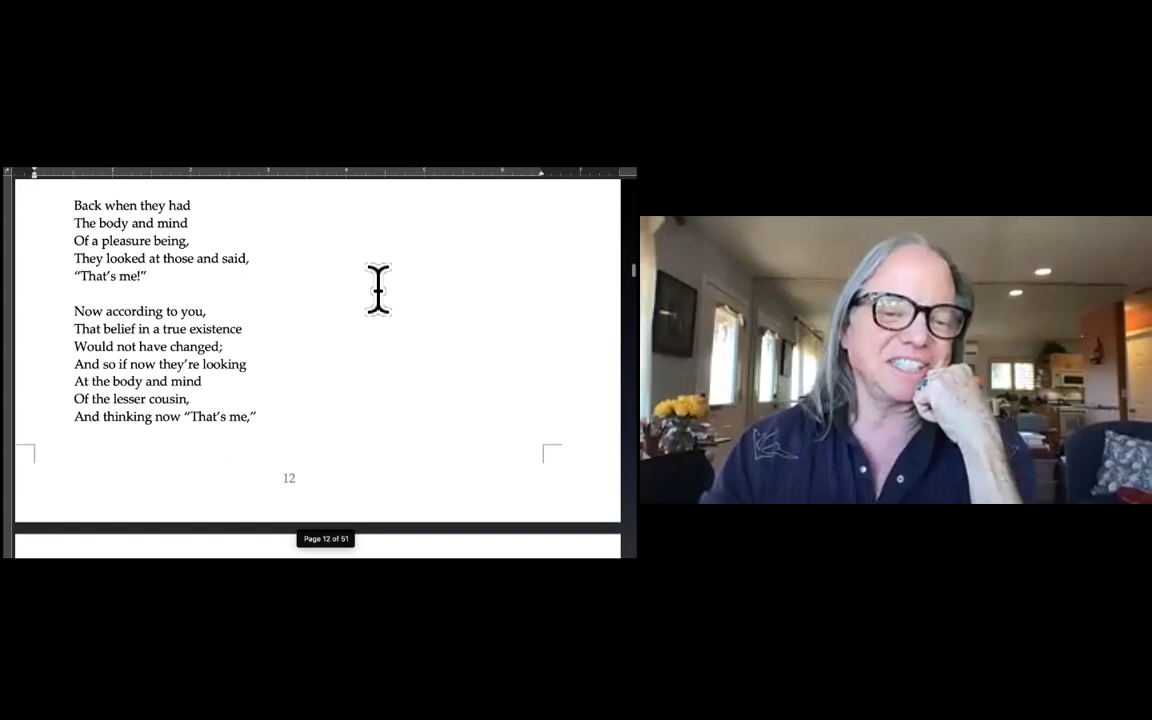 Back when they had
The body and mind
Of a pleasure being,
They looked at those and said,
“That’s me!”
Now according to you,
That belief in a true existence
Would not have changed;
And so if now they’re looking
At the body and mind
Of the lesser cousin,
And thinking now “That’s me,”
12
Page 12 of 51